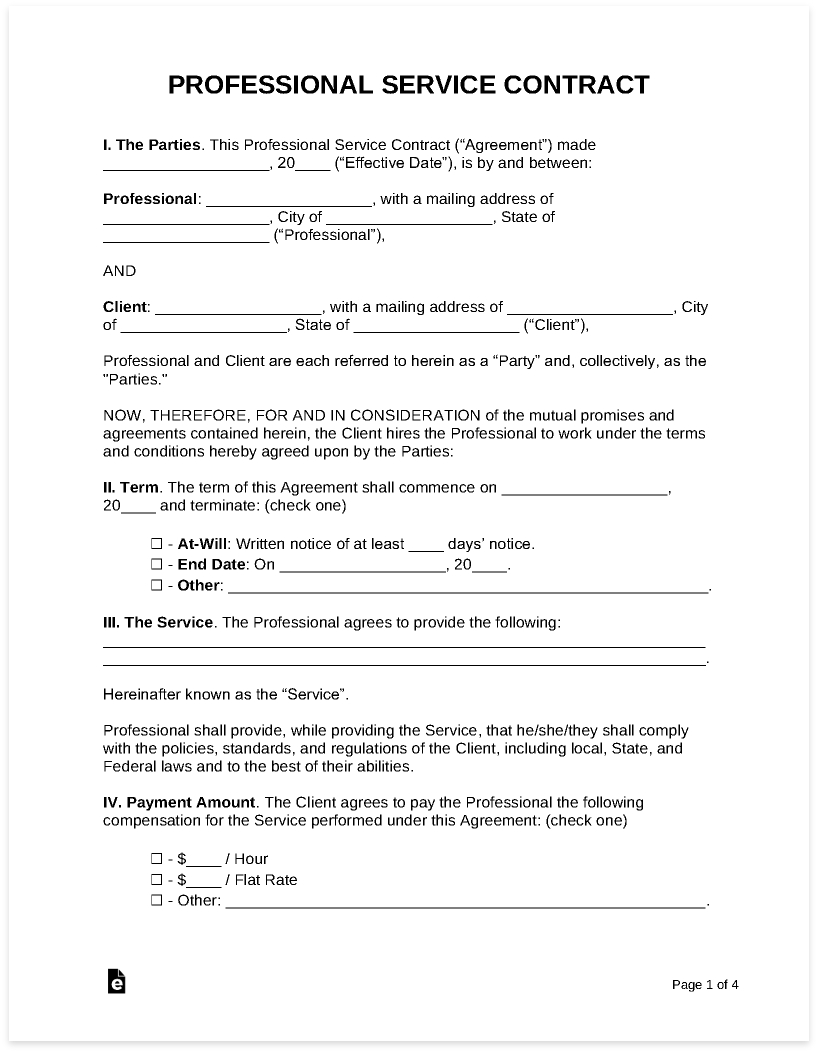 PROFESSIONAL SERVICE CONTRACT
I. The Parties. This Professional Service Contract (“Agreement”) made
___________________, 20____ (“Effective Date”), is by and between:
Professional: ___________________, with a mailing address of
___________________, City of ___________________, State of
___________________ (“Professional”),
AND
Client: ___________________, with a mailing address of ___________________, City
of ___________________, State of ___________________ (“Client”),
Professional and Client are each referred to herein as a “Party” and, collectively, as the
"Parties."
NOW, THEREFORE, FOR AND IN CONSIDERATION of the mutual promises and
agreements contained herein, the Client hires the Professional to work under the terms
and conditions hereby agreed upon by the Parties:
II. Term. The term of this Agreement shall commence on ___________________,
20____ and terminate: (check one)
☐ - At-Will: Written notice of at least ____ days’ notice.
☐ - End Date: On ___________________, 20____.
☐ - Other: _______________________________________________________.
III. The Service. The Professional agrees to provide the following:
_____________________________________________________________________
_____________________________________________________________________.
Hereinafter known as the “Service”.
Professional shall provide, while providing the Service, that he/she/they shall comply
with the policies, standards, and regulations of the Client, including local, State, and
Federal laws and to the best of their abilities.
IV. Payment Amount. The Client agrees to pay the Professional the following
compensation for the Service performed under this Agreement: (check one)
☐ - $____ / Hour
☐ - $____ / Flat Rate
☐ - Other: _______________________________________________________.
e
Page 1 of 4